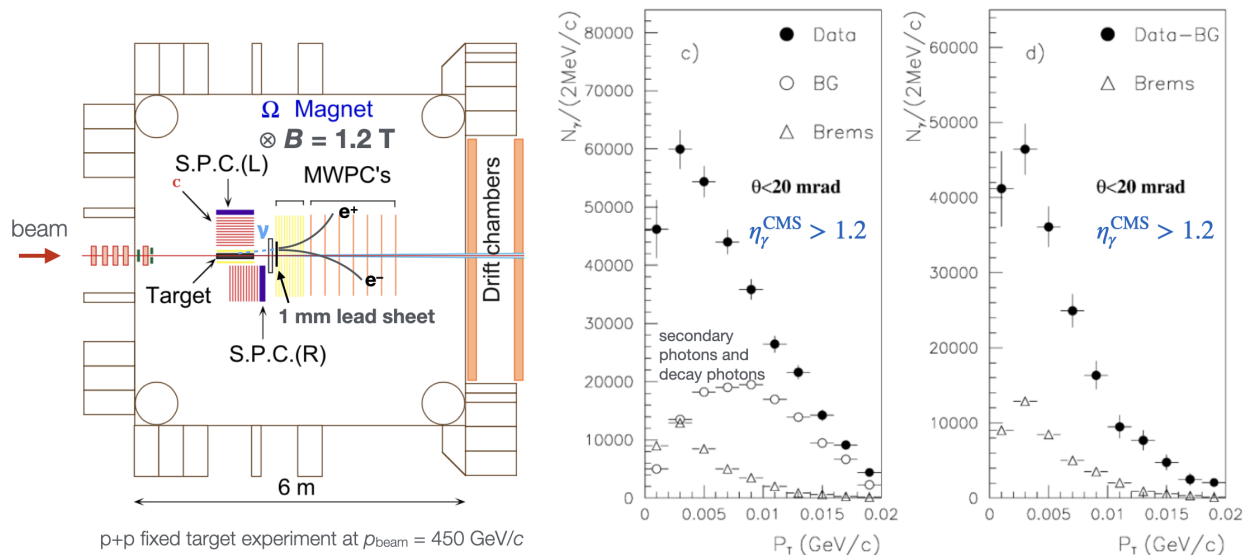 Ω Magnet
⊗ B = 1.2 T
S.P.C.(L)
MWPC's
c
e+
beam
γ
Drift chambers
e−
Target
1 mm lead sheet
S.P.C.(R)
6 m
p+p fixed target experiment at pbeam = 450 GeV/c
Nγ/(2MeV/c)
80000
70000
60000
50000
40000
30000
20000
10000
0
c)
Data
BG
Brems
θ<20 mrad
ηγCMS > 1.2
secondary
photons and
decay photons
0 0.005 0.01 0.015 0.02
PT (GeV/c)
Nγ/(2MeV/c)
60000
50000
40000
30000
20000
10000
0
d)
Data−BG
Brems
θ<20 mrad
ηγCMS > 1.2
0 0.005 0.01 0.015 0.02
PT (GeV/c)